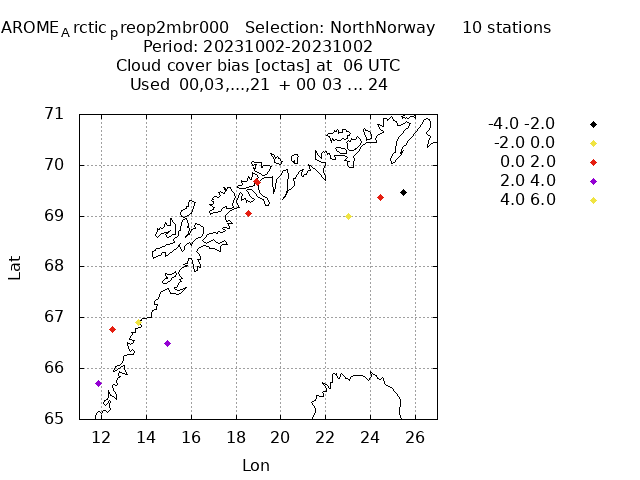 AROME_A rctic_p reop2mbr000 Selection: NorthNorway 10 stations
Period: 20231002-20231002
Cloud cover bias [octas] at 06 UTC
Used 00,03,...,21 + 00 03 ... 24
-4.0 -2.0
-2.0 0.0
0.0 2.0
2.0 4.0
4.0 6.0
71
70
69
68
67
66
65
Lat
12 14 16 18 20 22 24 26
Lon